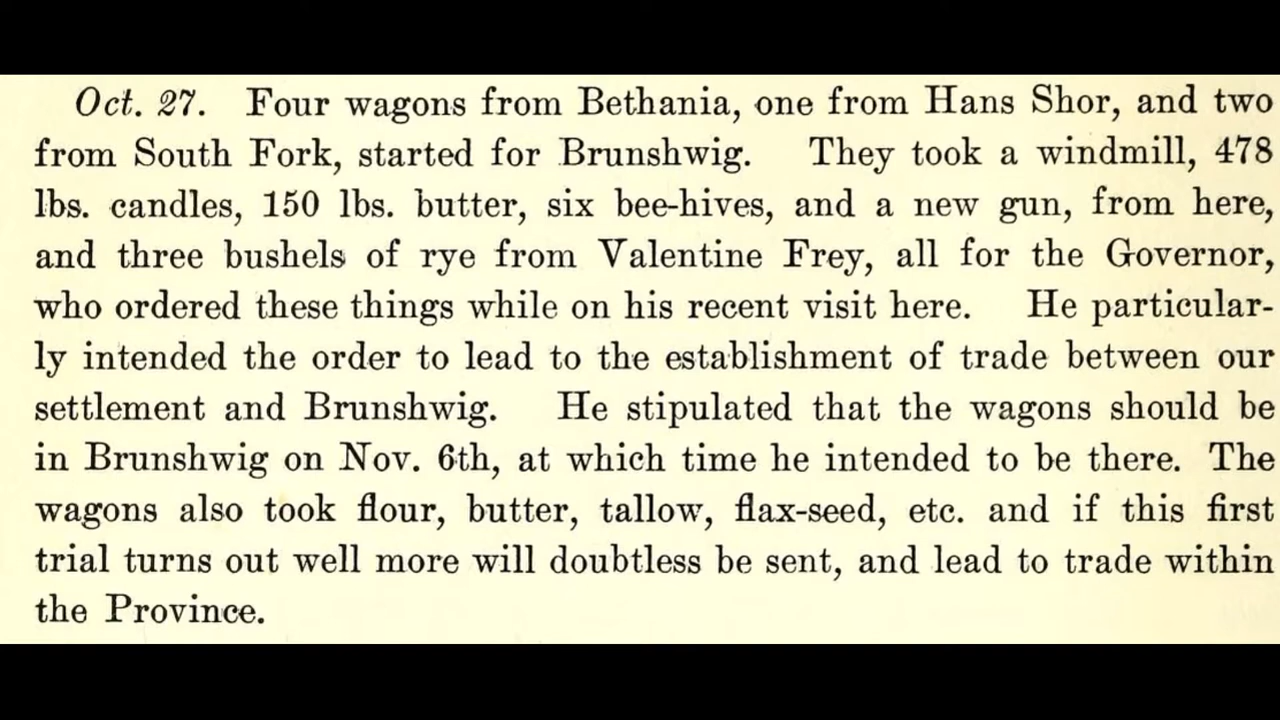 Oct. 27. Four wagons from Bethania, one from Hans Shor, and two
from South Fork, started for Brunshwig. They took a windmill, 478
lbs. candles, 150 lbs. butter, six bee-hives, and a new gun, from here,
and three bushels of rye from Valentine Frey, all for the Governor,
who ordered these things while on his recent visit here. He particular-
ly intended the order to lead to the establishment of trade between our
settlement and Brunshwig. He stipulated that the wagons should be
in Brunshwig on Nov. 6th, at which time he intended to be there. The
wagons also took flour, butter, tallow, flax-seed, etc. and if this first
trial turns out well more will doubtless be sent, and lead to trade within
the Province.